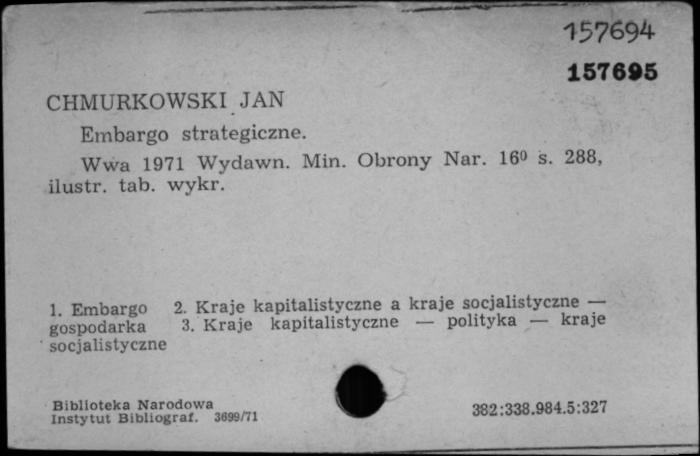 157694
157695
CHMURKOWSKI JAN
Embargo strategiczne.
Wwa 1971 Wydawn. Min. Obrony Nar. 16⁰ s. 288,
ilustr. tab. wykr.
1. Embargo 2. Kraje kapitalistyczne a kraje socjalistyczne —
gospodarka 3. Kraje kapitalistyczne — polityka — kraje
socjalistyczne
Biblioteka Narodowa
Instytut Bibliograf. 3699/71
382:338.984.5:327